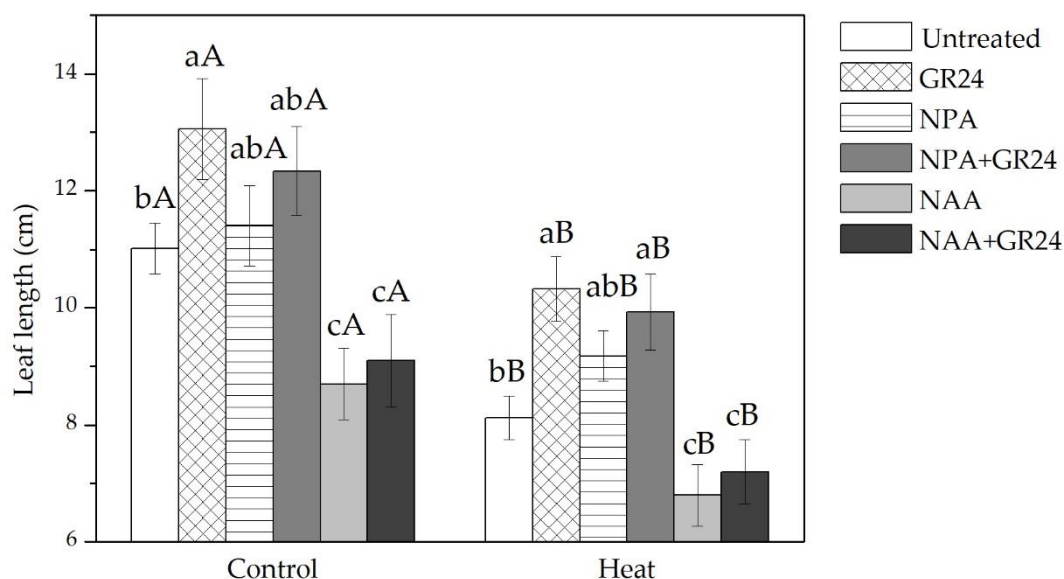 Leaf length (cm)
14
12
10
8
6
bA
aA
abA
abA
cA
cA
bB
aB
abB
aB
cB
cB
Control
Heat
Untreated
GR24
NPA
NPA+GR24
NAA
NAA+GR24